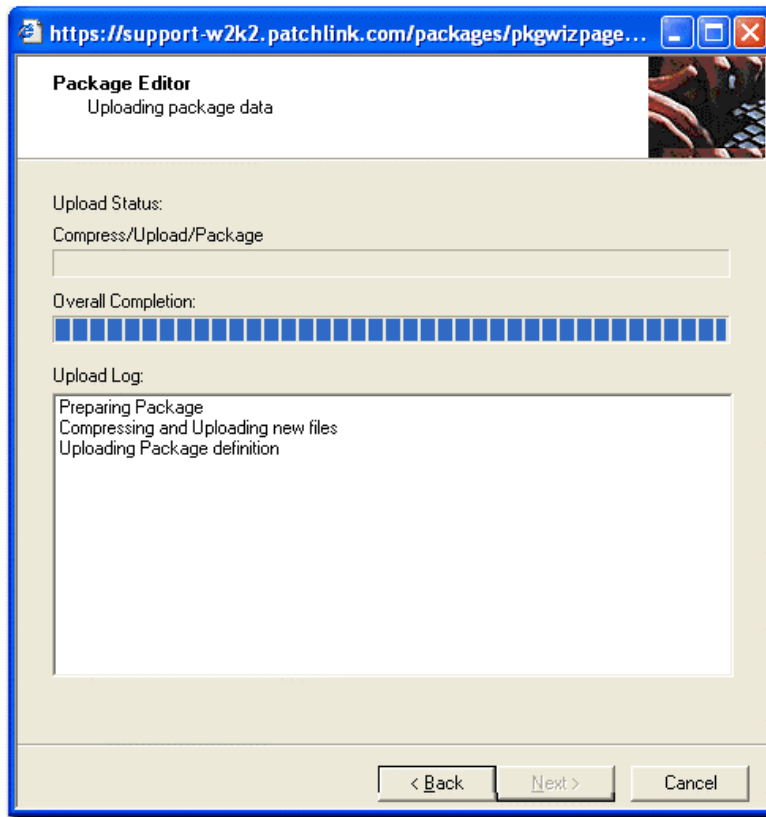 https://support-w2k2.patchlink.com/packages/pkgwizpage...
Package Editor
Uploading package data
Upload Status:
Compress/Upload/Package
Overall Completion:
Upload Log:
Preparing Package
Compressing and Uploading new files
Uploading Package definition
< Back Next > Cancel